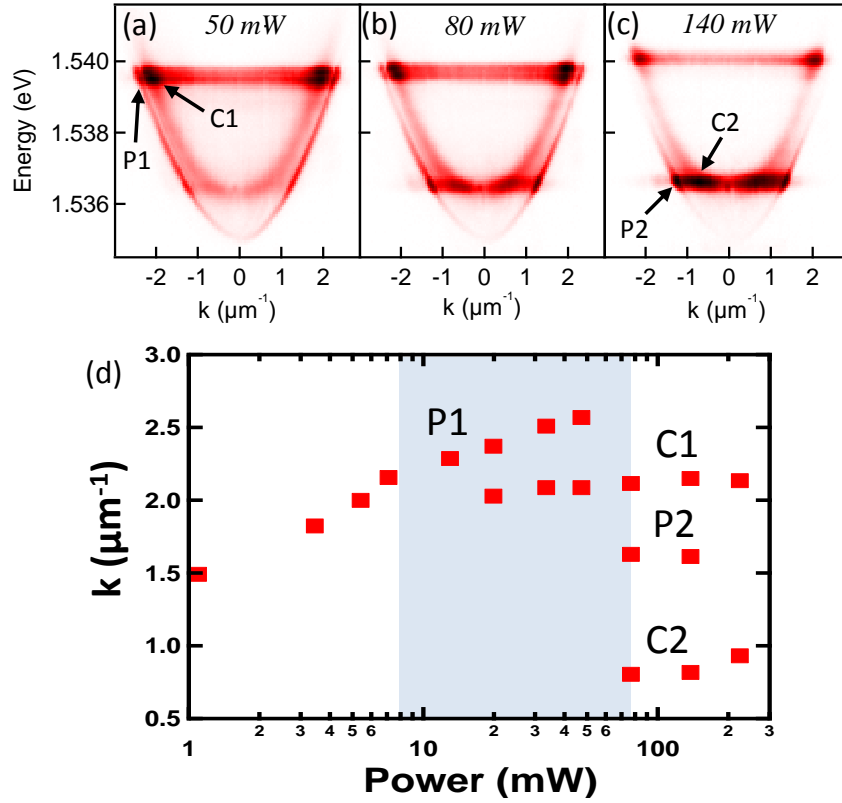 (a) 50 mW (b) 80 mW (c) 140 mW
Energy (eV)
1.540
1.538
1.536
P1 C1 C2 P2
-2 -1 0 1 2 -2 -1 0 1 2 -2 -1 0 1 2
k (µm⁻¹) k (µm⁻¹) k (µm⁻¹)
(d)
k (µm⁻¹)
3.0
2.5
2.0
1.5
1.0
0.5
P1
C1
P2
C2
1 2 3 4 5 6 10 2 3 4 5 6 100 2 3
Power (mW)